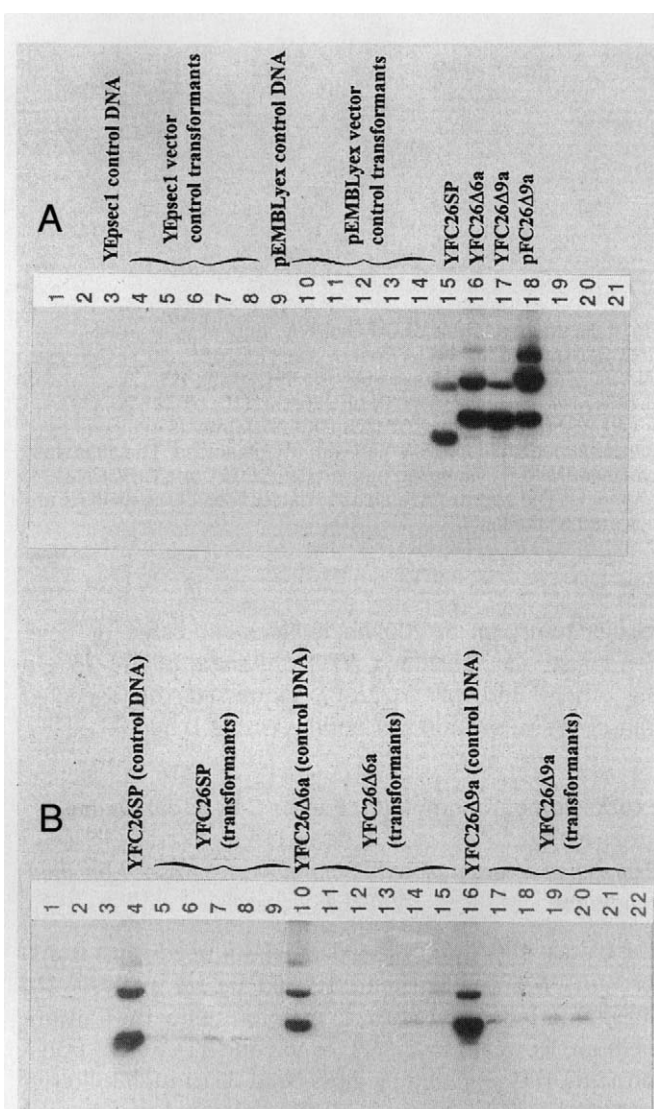 A
YEpsec1 control DNA
YEpsec1 vector
control transformants
pEMBLyex control DNA
pEMBLyex vector
control transformants
YFC26SP
YFC26Δ6a
YFC26Δ9a
pFC26Δ9a
1 2 3 4 5 6 7 8 9 10 11 12 13 14 15 16 17 18 19 20 21
B
YFC26SP (control DNA)
YFC26SP
(transformants)
YFC26Δ6a (control DNA)
YFC26Δ6a
(transformants)
YFC26Δ9a (control DNA)
YFC26Δ9a
(transformants)
1 2 3 4 5 6 7 8 9 10 11 12 13 14 15 16 17 18 19 20 21 22